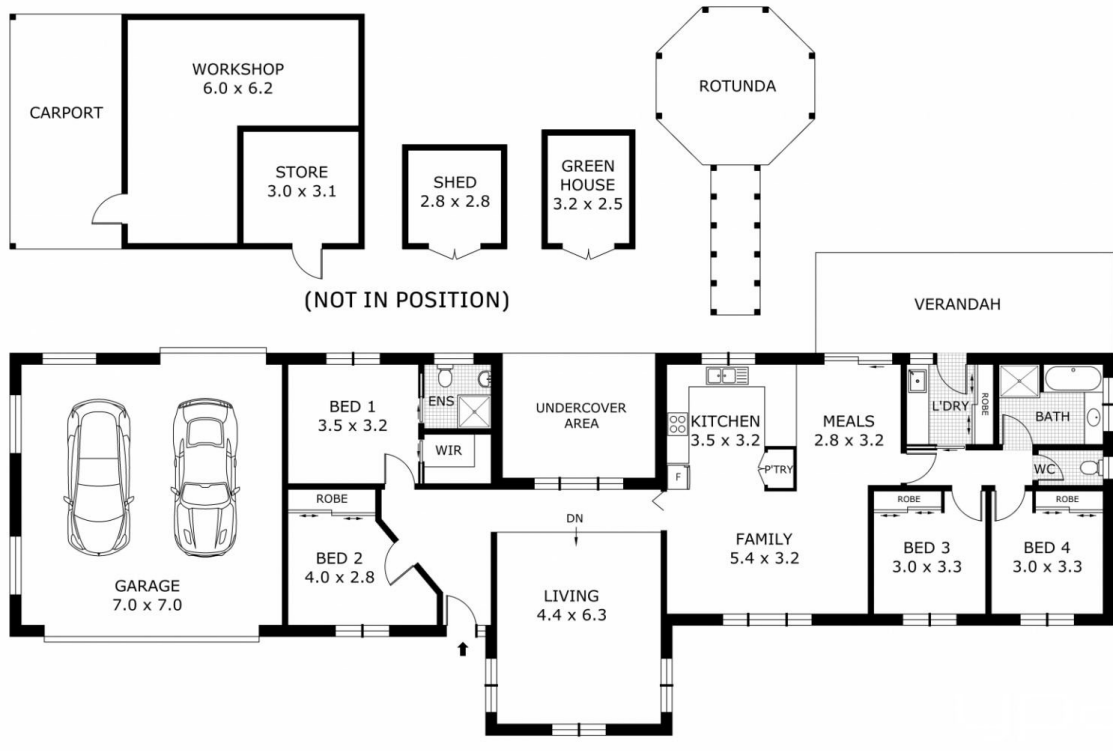 WORKSHOP
6.0 x 6.2
CARPORT
STORE
3.0 x 3.1
SHED
2.8 x 2.8
GREEN
HOUSE
3.2 x 2.5
ROTUNDA
(NOT IN POSITION)
VERANDAH
BED 1
3.5 x 3.2
ENS
WIR
UNDERCOVER
AREA
KITCHEN
3.5 x 3.2
F
P'TRY
MEALS
2.8 x 3.2
L'DRY
ROBE
BATH
WC
ROBE
BED 2
4.0 x 2.8
GARAGE
7.0 x 7.0
DN
LIVING
4.4 x 6.3
FAMILY
5.4 x 3.2
ROBE
BED 3
3.0 x 3.3
ROBE
BED 4
3.0 x 3.3